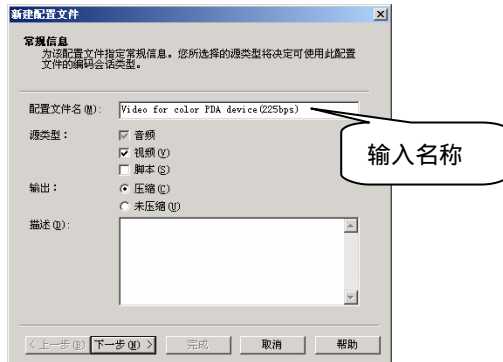 新建配置文件
常规信息
为该配置文件指定常规信息。您所选择的源类型将决定可使用此配置
文件的编码会话类型。
配置文件名(M): Video for color PDA device(225bps)
源类型: 音频
视频(V)
脚本(S)
输出: 压缩(C)
未压缩(U)
描述(D):
输入名称
< 上一步(B) 下一步(N) > 完成 取消 帮助